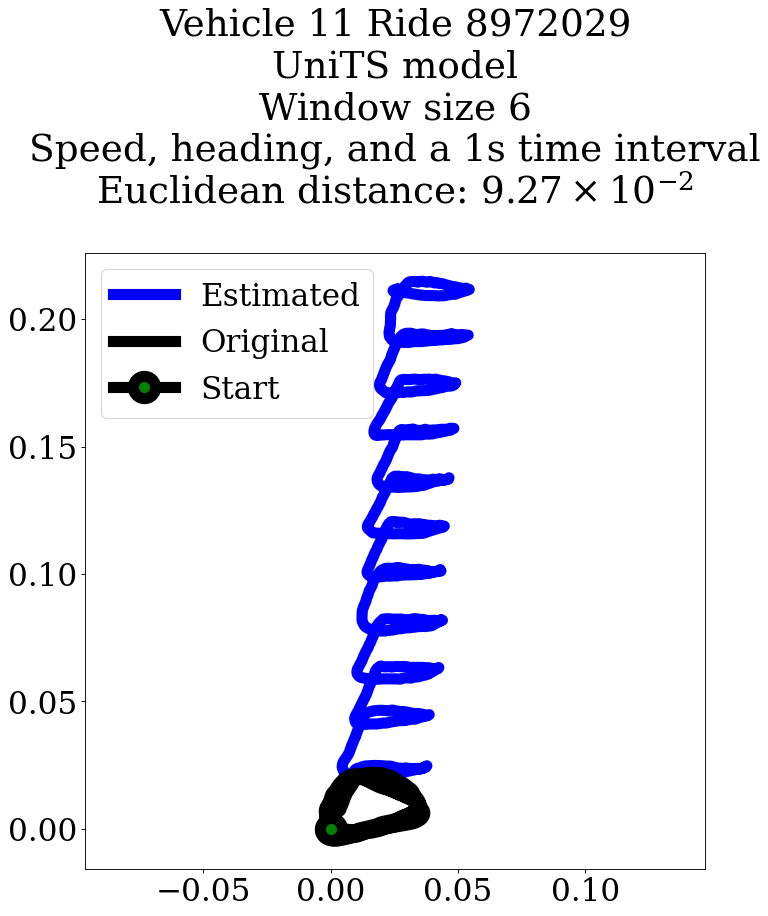 Vehicle 11 Ride 8972029
UniTS model
Window size 6
Speed, heading, and a 1s time interval
Euclidean distance: 9.27 × 10⁻²
Estimated
Original
Start
0.20
0.15
0.10
0.05
0.00
−0.05 0.00 0.05 0.10